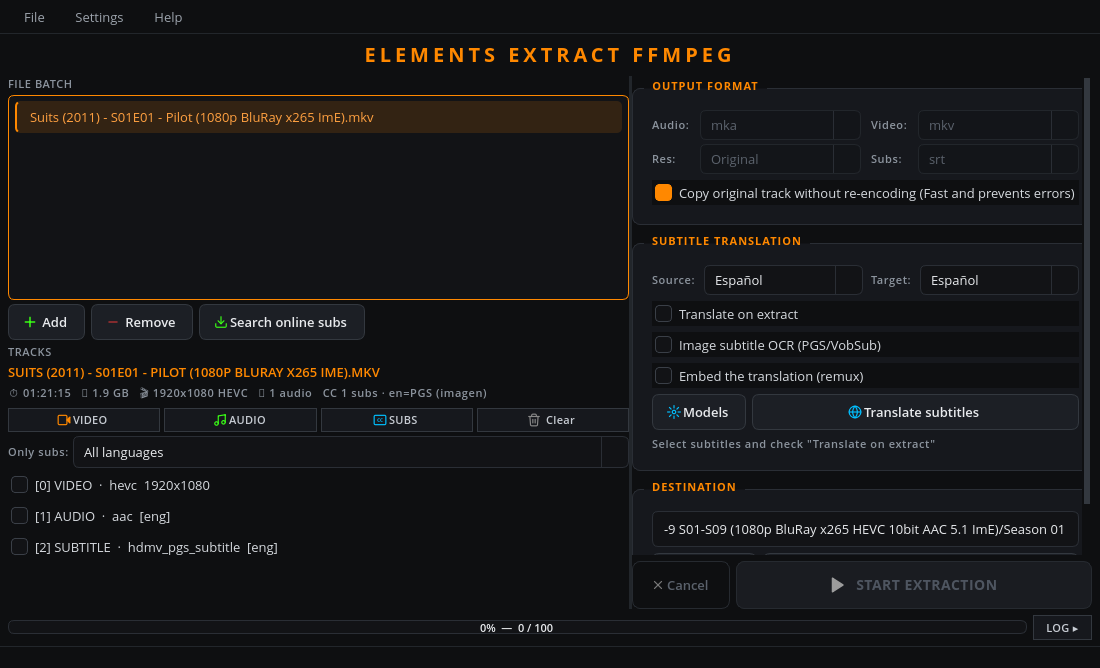 File Settings Help
ELEMENTS EXTRACT FFMPEG
FILE BATCH
Suits (2011) - S01E01 - Pilot (1080p BluRay x265 ImE).mkv
+ Add
− Remove
Search online subs
TRACKS
SUITS (2011) - S01E01 - PILOT (1080P BLURAY X265 IME).MKV
01:21:15 1.9 GB 1920x1080 HEVC 1 audio CC 1 subs · en=PGS (imagen)
VIDEO
AUDIO
CC SUBS
Clear
Only subs: All languages
[0] VIDEO · hevc 1920x1080
[1] AUDIO · aac [eng]
[2] SUBTITLE · hdmv_pgs_subtitle [eng]
OUTPUT FORMAT
Audio: mka Video: mkv
Res: Original Subs: srt
Copy original track without re-encoding (Fast and prevents errors)
SUBTITLE TRANSLATION
Source: Español Target: Español
Translate on extract
Image subtitle OCR (PGS/VobSub)
Embed the translation (remux)
Models
Translate subtitles
Select subtitles and check "Translate on extract"
DESTINATION
-9 S01-S09 (1080p BluRay x265 HEVC 10bit AAC 5.1 ImE)/Season 01
× Cancel
▶ START EXTRACTION
0% — 0 / 100
LOG ▸